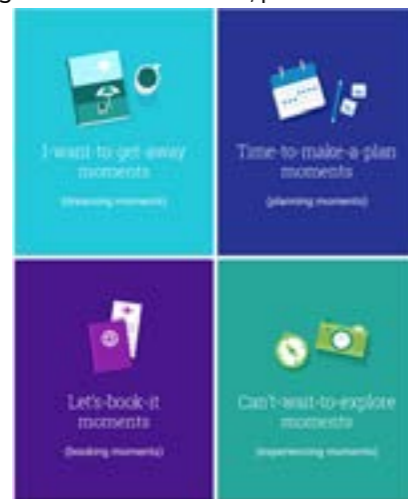 I-want-to-get-away
moments
(dreaming moments)
Time-to-make-a-plan
moments
(planning moments)
Let's-book-it
moments
(booking moments)
Can't-wait-to-explore
moments
(experiencing moments)